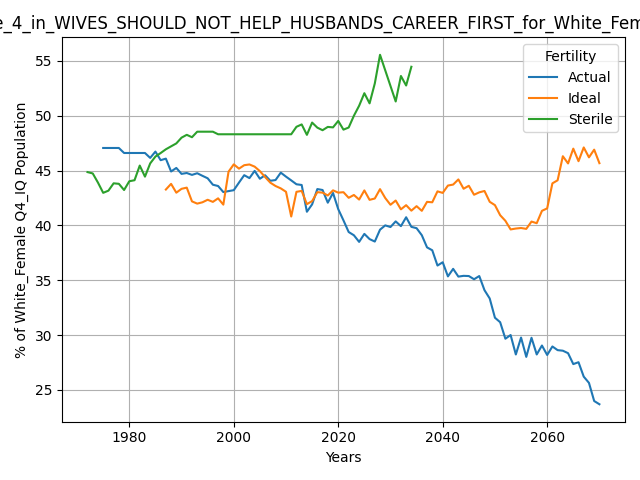 e_4_in_WIVES_SHOULD_NOT_HELP_HUSBANDS_CAREER_FIRST_for_White_Fem
Fertility
Actual
Ideal
Sterile
% of White_Female Q4_IQ Population
55
50
45
40
35
30
25
1980
2000
2020
2040
2060
Years